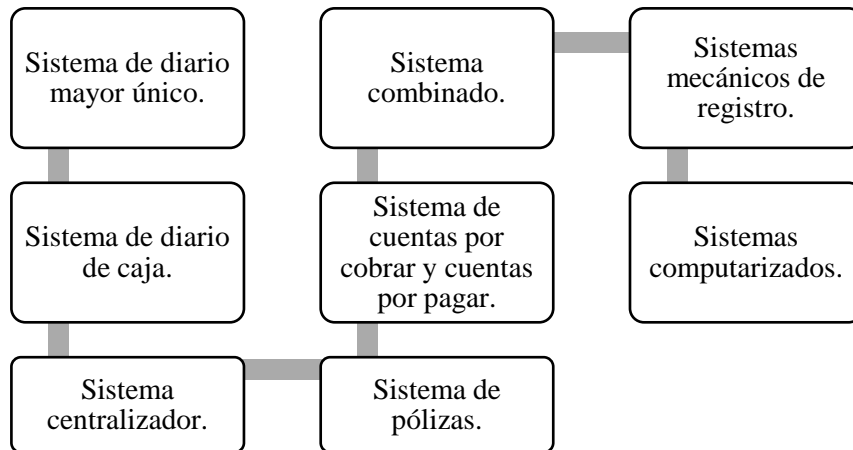 Sistema de diario
mayor único.
Sistema de diario
de caja.
Sistema
centralizador.
Sistema de
pólizas.
Sistema de
cuentas por
cobrar y cuentas
por pagar.
Sistema
combinado.
Sistemas
mecánicos de
registro.
Sistemas
computarizados.